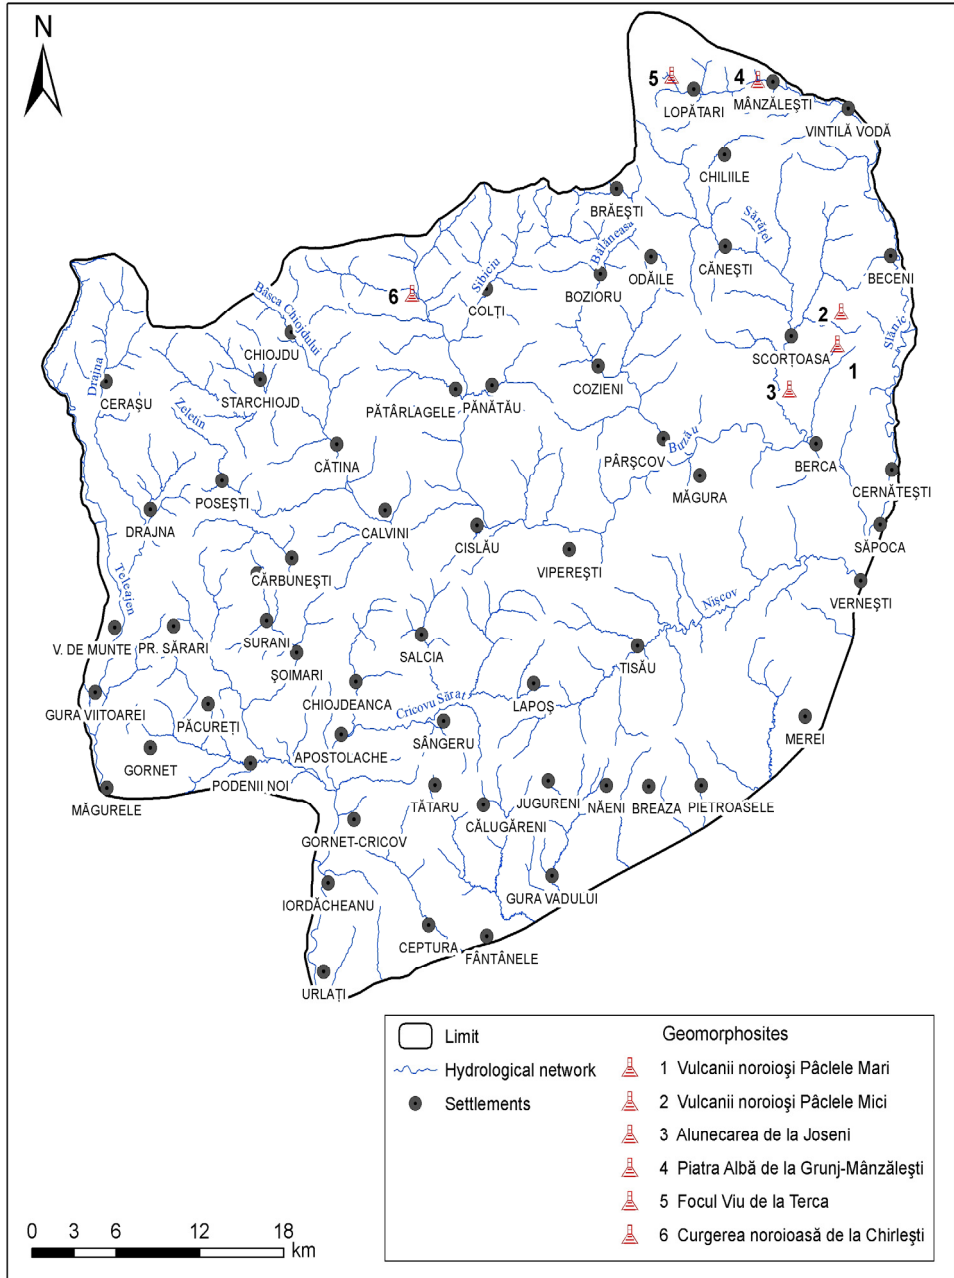 N
5
4
LOPĂTARI
MÂNZĂLEȘTI
VINTILĂ VODĂ
CHILIILE
BRĂEȘTI
Sărățel
Bălăneasa
ODĂILE
CĂNEȘTI
BECENI
Sibiciu
6
COLȚI
BOZIORU
Bâsca Chiojdului
2
Slănic
CHIOJDU
SCORȚOASA
1
Drajna
CERAȘU
STARCHIOJD
PĂTÂRLAGELE
PĂNĂTĂU
COZIENI
3
Zeletin
CĂTINA
PÂRȘCOV
Buzău
BERCA
POSEȘTI
MĂGURA
CERNĂTEȘTI
DRAJNA
CALVINI
CISLĂU
SĂPOCA
VIPEREȘTI
CĂRBUNEȘTI
Teleajen
Nișcov
VERNEȘTI
V. DE MUNTE
PR. SĂRARI
SURANI
SALCIA
ȘOIMARI
TISĂU
GURA VIITOAREI
CHIOJDEANCA
Cricovu Sărat
LAPOȘ
PĂCUREȚI
SÂNGERU
MEREI
APOSTOLACHE
GORNET
PODENII NOI
MĂGURELE
TĂTARU
JUGURENI
NĂENI
BREAZA
PIETROASELE
CĂLUGĂRENI
GORNET-CRICOV
IORDĂCHEANU
GURA VADULUI
CEPTURA
FÂNTÂNELE
URLAȚI
Limit
Hydrological network
Settlements
Geomorphosites
1 Vulcanii noroioşi Pâclele Mari
2 Vulcanii noroioşi Pâclele Mici
3 Alunecarea de la Joseni
4 Piatra Albă de la Grunj-Mânzăleşti
5 Focul Viu de la Terca
6 Curgerea noroioasă de la Chirleşti
0 3 6 12 18
km